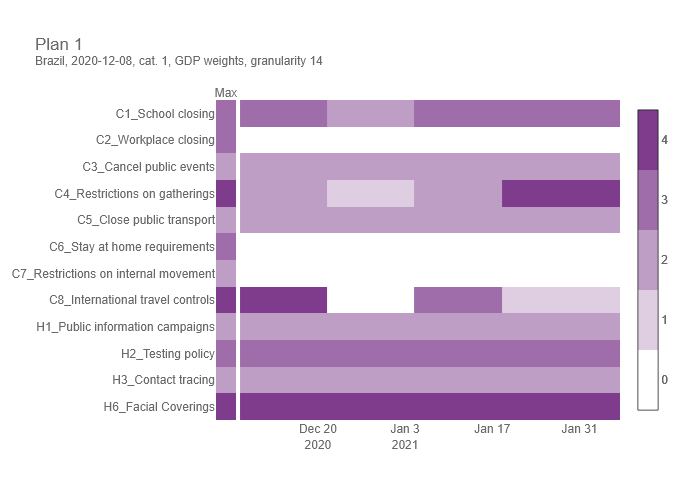 Plan 1
Brazil, 2020-12-08, cat. 1, GDP weights, granularity 14
Max
C1_School closing
C2_Workplace closing
C3_Cancel public events
C4_Restrictions on gatherings
C5_Close public transport
C6_Stay at home requirements
C7_Restrictions on internal movement
C8_International travel controls
H1_Public information campaigns
H2_Testing policy
H3_Contact tracing
H6_Facial Coverings
Dec 20 Jan 3 Jan 17 Jan 31
2020 2021
4
3
2
1
0